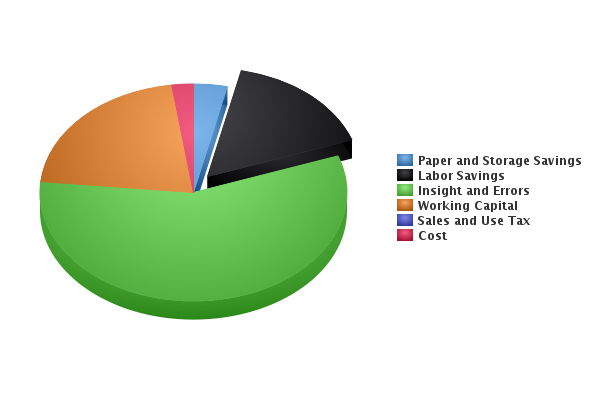 Paper and Storage Savings
Labor Savings
Insight and Errors
Working Capital
Sales and Use Tax
Cost